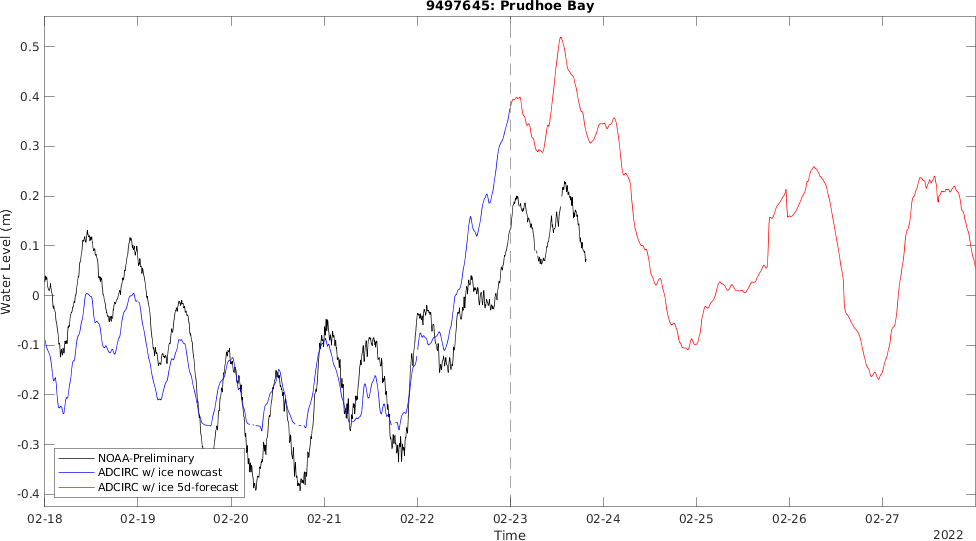 9497645: Prudhoe Bay
Water Level (m)
0.5
0.4
0.3
0.2
0.1
0
-0.1
-0.2
-0.3
-0.4
NOAA-Preliminary
ADCIRC w/ ice nowcast
ADCIRC w/ ice 5d-forecast
02-18 02-19 02-20 02-21 02-22 02-23 02-24 02-25 02-26 02-27
Time
2022